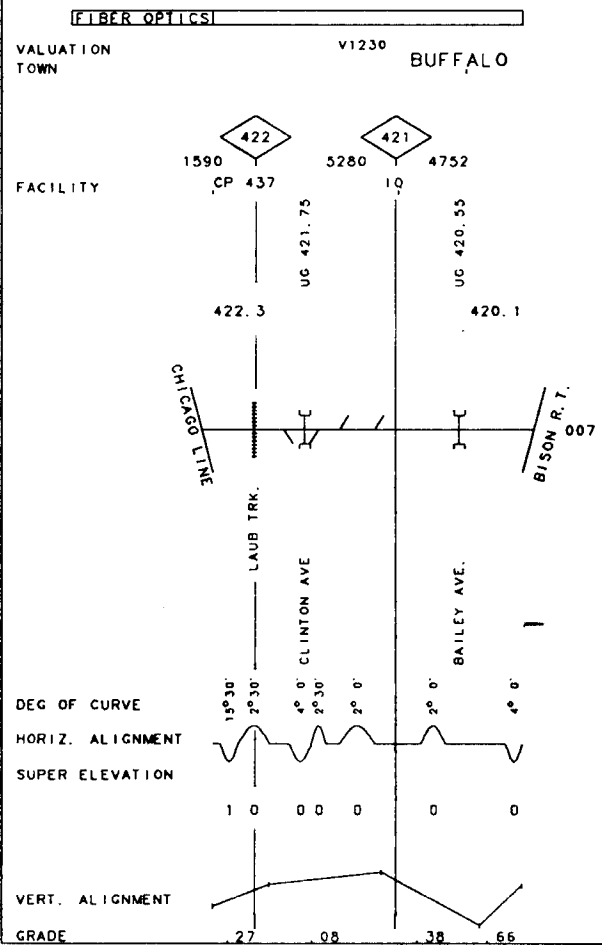 FIBER OPTICS
VALUATION V1230
TOWN BUFFALO
422 421
1590 5280 4752
FACILITY CP 437 IQ
UG 421.75 UG 420.55
422.3 420.1
CHICAGO LINE BISON R.T. 007
LAUB TRK. CLINTON AVE BAILEY AVE.
DEG OF CURVE 15°30' 2°30' 4° 0' 2°30' 2° 0' 2° 0' 4° 0'
HORIZ. ALIGNMENT
SUPER ELEVATION
1 0 0 0 0 0 0
VERT. ALIGNMENT
GRADE .27 .08 .38 .66